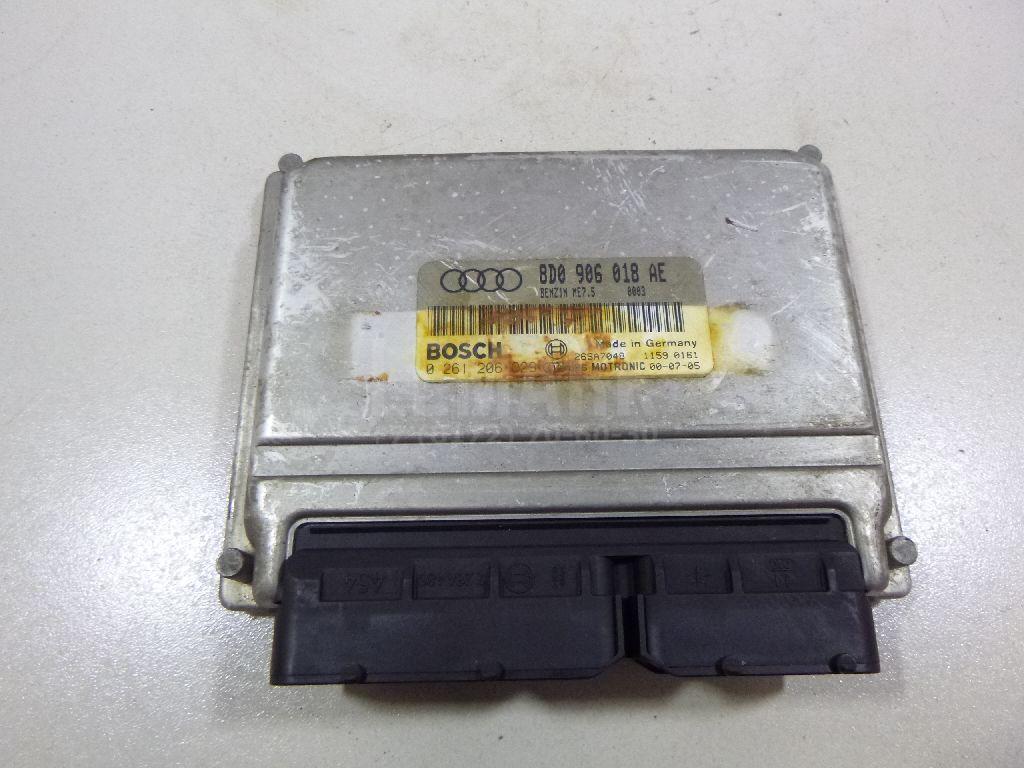 8D0 906 018 AE
BENZIN ME7.5 0003
BOSCH Made in Germany
26SA7048 1159 0161
0 261 206 MOTRONIC 00-07-05
454